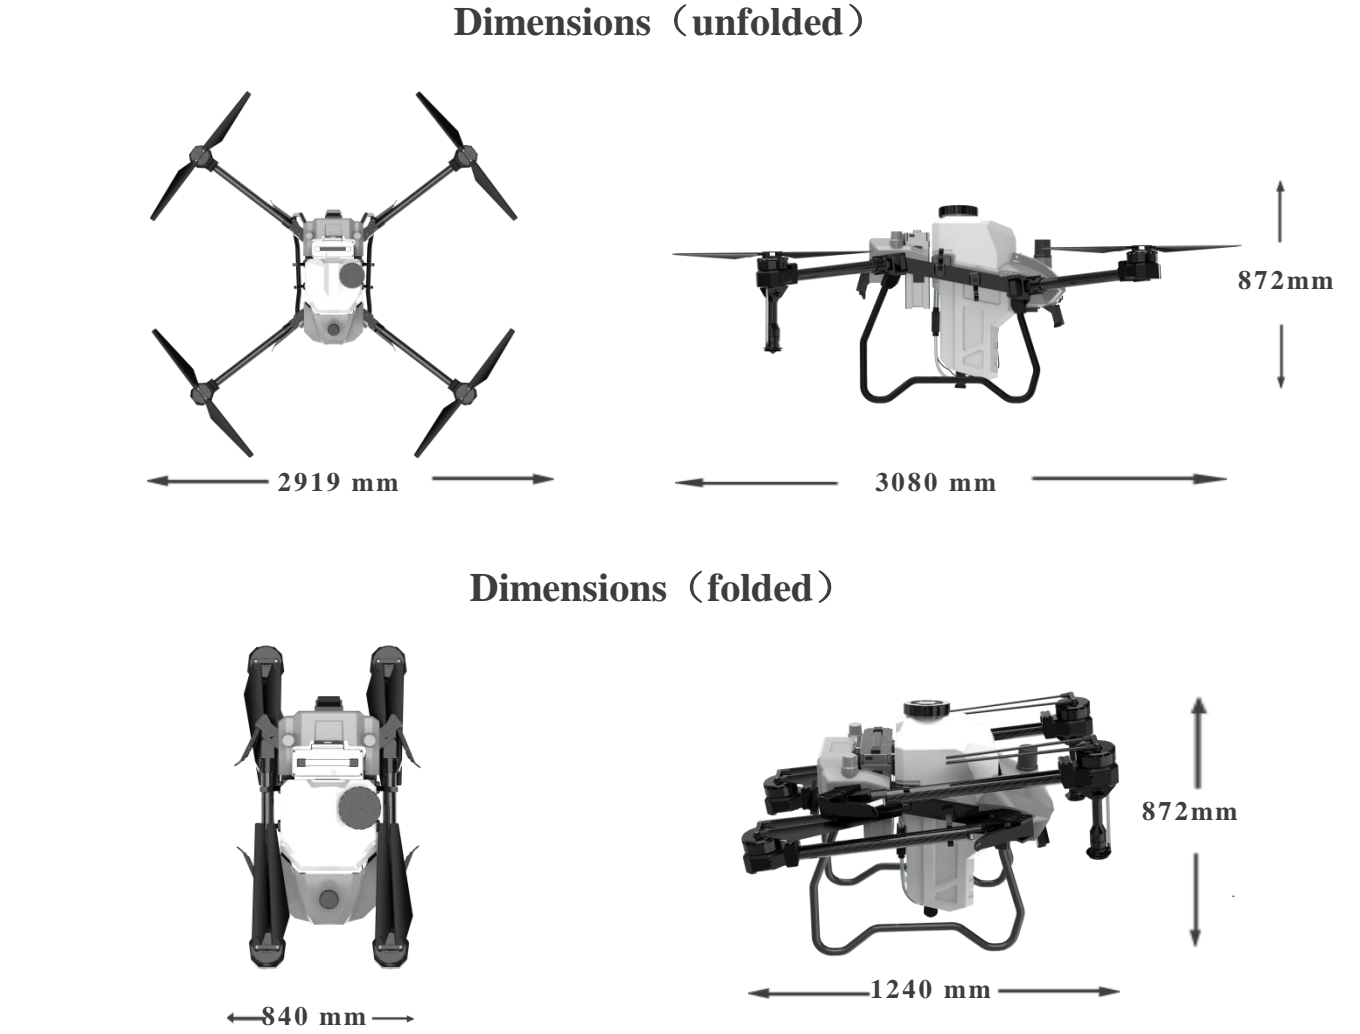 Dimensions（unfolded）
872mm
2919 mm
3080 mm
Dimensions（folded）
872mm
1240 mm
840 mm